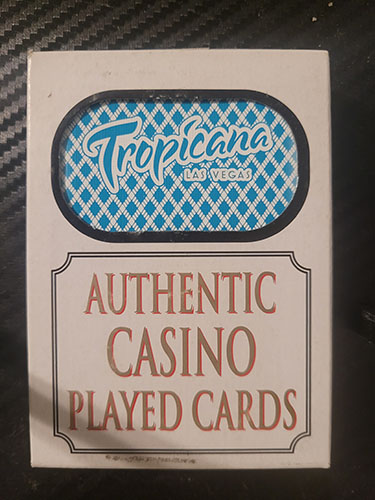 Tropicana
LAS VEGAS
AUTHENTIC
CASINO
PLAYED CARDS